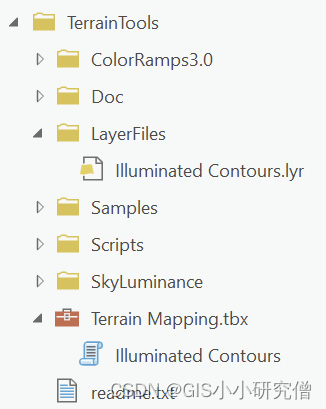 TerrainTools
ColorRamps3.0
Doc
LayerFiles
Illuminated Contours.lyr
Samples
Scripts
SkyLuminance
Terrain Mapping.tbx
Illuminated Contours
readme.txt
CSDN @GIS小小研究僧